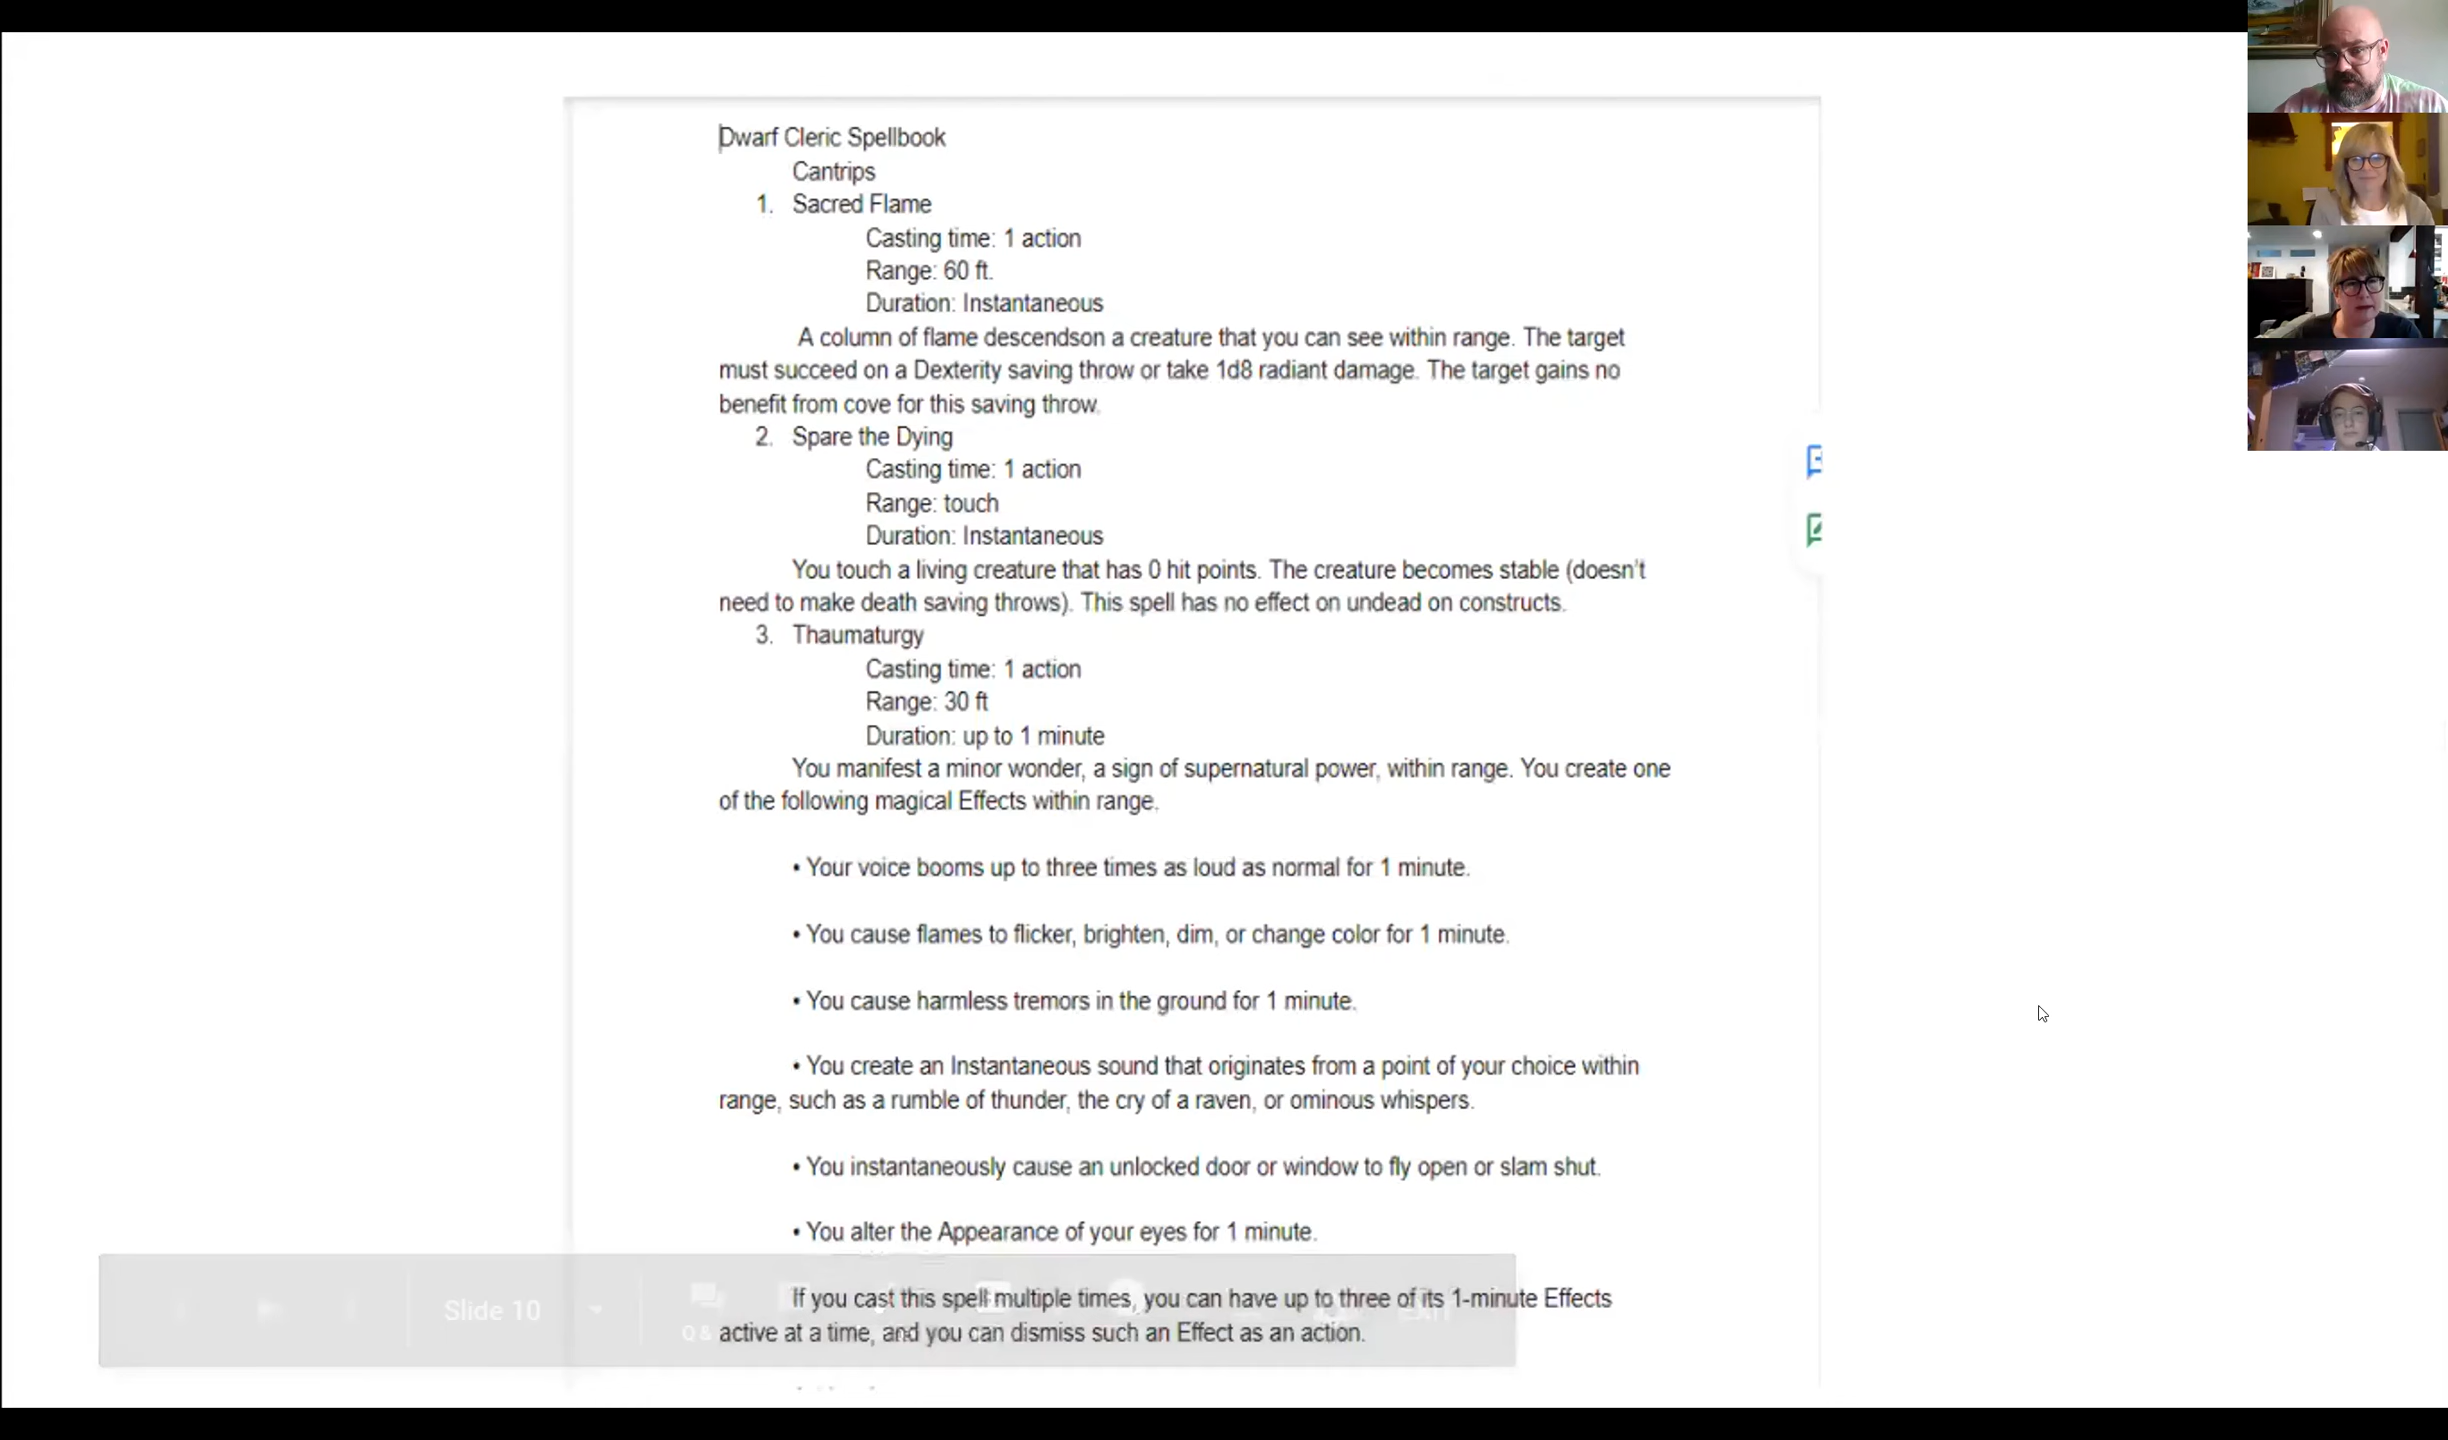 Dwarf Cleric Spellbook
Cantrips
1. Sacred Flame
Casting time: 1 action
Range: 60 ft.
Duration: Instantaneous
A column of flame descendson a creature that you can see within range. The target
must succeed on a Dexterity saving throw or take 1d8 radiant damage. The target gains no
benefit from cove for this saving throw.
2. Spare the Dying
Casting time: 1 action
Range: touch
Duration: Instantaneous
You touch a living creature that has 0 hit points. The creature becomes stable (doesn't
need to make death saving throws). This spell has no effect on undead on constructs.
3. Thaumaturgy
Casting time: 1 action
Range: 30 ft
Duration: up to 1 minute
You manifest a minor wonder, a sign of supernatural power, within range. You create one
of the following magical Effects within range.
• Your voice booms up to three times as loud as normal for 1 minute.
• You cause flames to flicker, brighten, dim, or change color for 1 minute.
• You cause harmless tremors in the ground for 1 minute.
• You create an Instantaneous sound that originates from a point of your choice within
range, such as a rumble of thunder, the cry of a raven, or ominous whispers.
• You instantaneously cause an unlocked door or window to fly open or slam shut.
• You alter the Appearance of your eyes for 1 minute.
If you cast this spell multiple times, you can have up to three of its 1-minute Effects
active at a time, and you can dismiss such an Effect as an action.
Slide 10